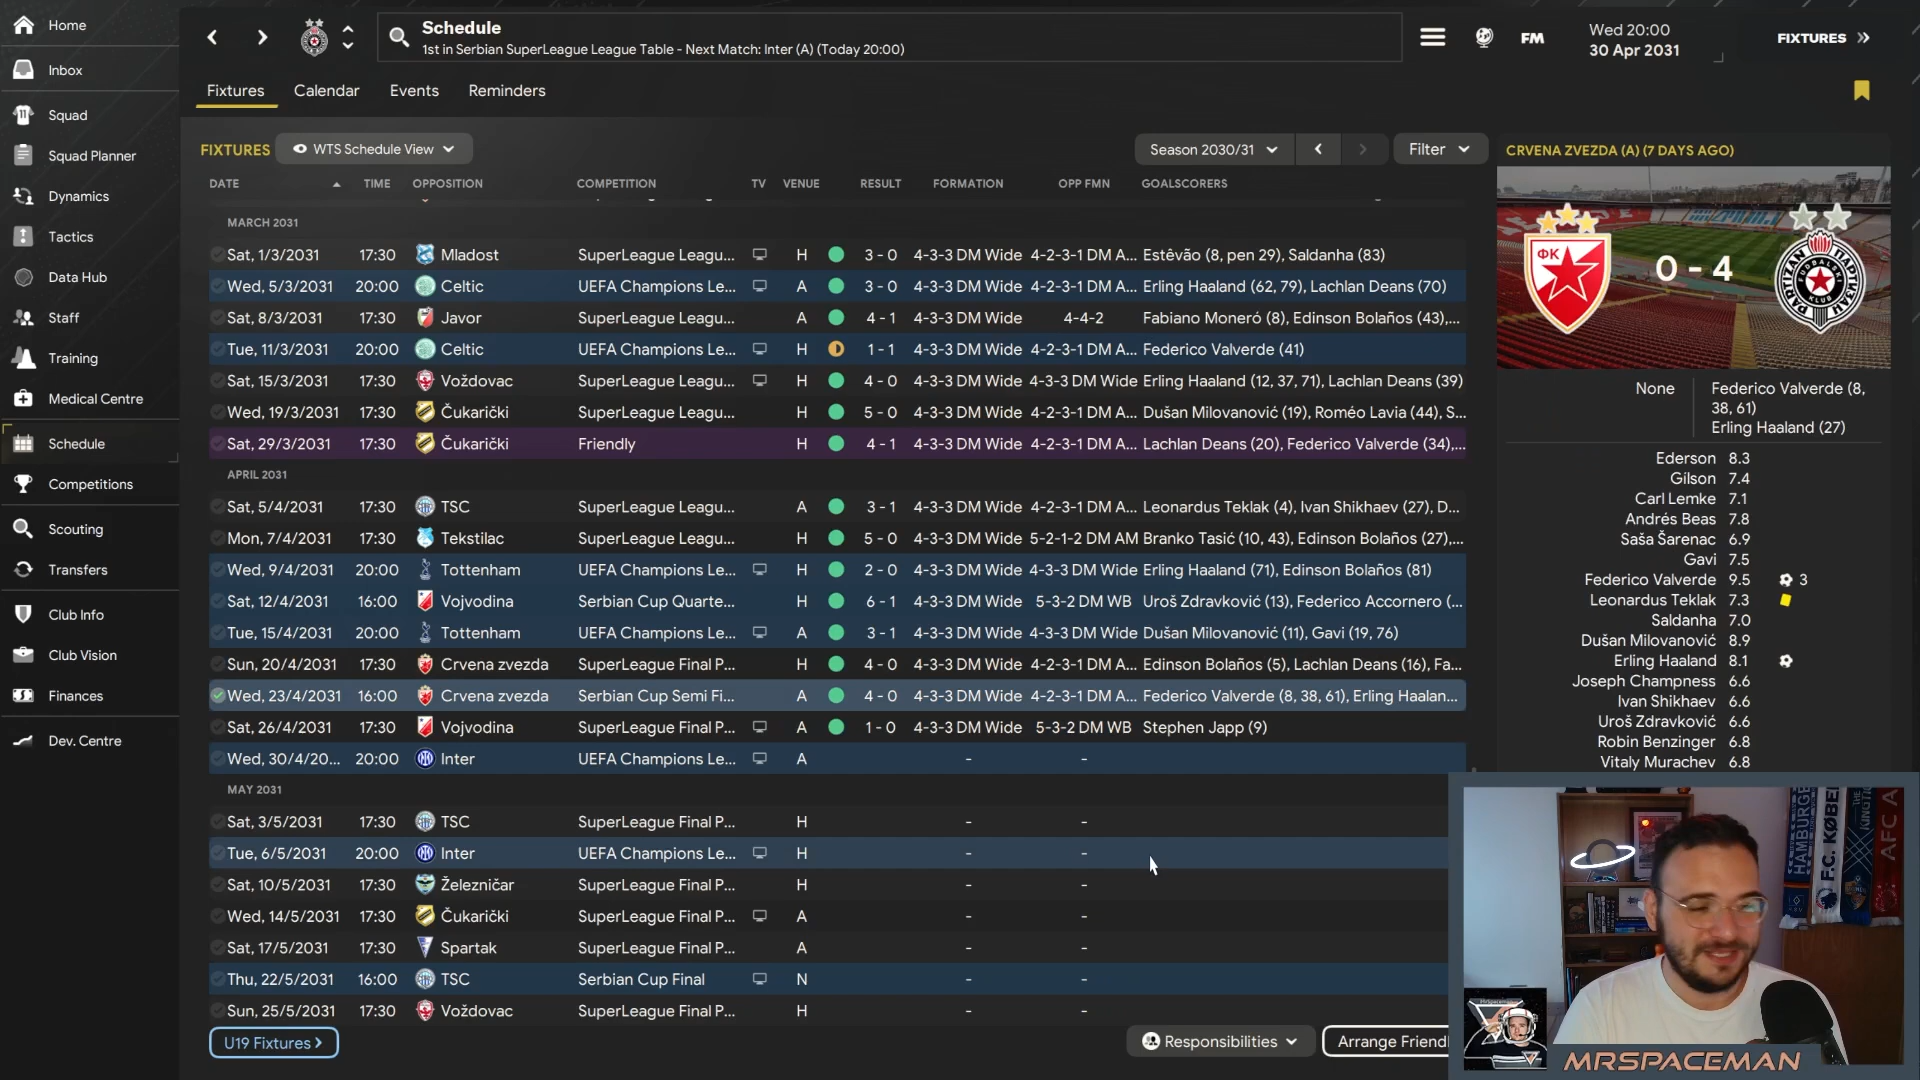 Home
Inbox
Squad
Squad Planner
Dynamics
Tactics
Data Hub
Staff
Training
Medical Centre
Schedule
Competitions
Scouting
Transfers
Club Info
Club Vision
Finances
Dev. Centre
Schedule
1st in Serbian SuperLeague League Table - Next Match: Inter (A) (Today 20:00)
FM
Wed 20:00
30 Apr 2031
FIXTURES
Fixtures Calendar Events Reminders
FIXTURES WTS Schedule View Season 2030/31 Filter
DATE TIME OPPOSITION COMPETITION TV VENUE RESULT FORMATION OPP FMN GOALSCORERS
MARCH 2031
Sat, 1/3/2031 17:30 Mladost SuperLeague Leagu... H 3 - 0 4-3-3 DM Wide 4-2-3-1 DM A... Estêvão (8, pen 29), Saldanha (83)
Wed, 5/3/2031 20:00 Celtic UEFA Champions Le... A 3 - 0 4-3-3 DM Wide 4-2-3-1 DM A... Erling Haaland (62, 79), Lachlan Deans (70)
Sat, 8/3/2031 17:30 Javor SuperLeague Leagu... A 4 - 1 4-3-3 DM Wide 4-4-2 Fabiano Moneró (8), Edinson Bolaños (43),...
Tue, 11/3/2031 20:00 Celtic UEFA Champions Le... H 1 - 1 4-3-3 DM Wide 4-2-3-1 DM A... Federico Valverde (41)
Sat, 15/3/2031 17:30 Voždovac SuperLeague Leagu... H 4 - 0 4-3-3 DM Wide 4-3-3 DM Wide Erling Haaland (12, 37, 71), Lachlan Deans (39)
Wed, 19/3/2031 17:30 Čukarički SuperLeague Leagu... H 5 - 0 4-3-3 DM Wide 4-2-3-1 DM A... Dušan Milovanović (19), Roméo Lavia (44), S...
Sat, 29/3/2031 17:30 Čukarički Friendly H 4 - 1 4-3-3 DM Wide 4-2-3-1 DM A... Lachlan Deans (20), Federico Valverde (34),...
APRIL 2031
Sat, 5/4/2031 17:30 TSC SuperLeague Leagu... A 3 - 1 4-3-3 DM Wide 4-2-3-1 DM A... Leonardus Teklak (4), Ivan Shikhaev (27), D...
Mon, 7/4/2031 17:30 Tekstilac SuperLeague Leagu... H 5 - 0 4-3-3 DM Wide 5-2-1-2 DM AM Branko Tasić (10, 43), Edinson Bolaños (27),...
Wed, 9/4/2031 20:00 Tottenham UEFA Champions Le... H 2 - 0 4-3-3 DM Wide 4-3-3 DM Wide Erling Haaland (71), Edinson Bolaños (81)
Sat, 12/4/2031 16:00 Vojvodina Serbian Cup Quarte... H 6 - 1 4-3-3 DM Wide 5-3-2 DM WB Uroš Zdravković (13), Federico Accornero (...
Tue, 15/4/2031 20:00 Tottenham UEFA Champions Le... A 3 - 1 4-3-3 DM Wide 4-3-3 DM Wide Dušan Milovanović (11), Gavi (19, 76)
Sun, 20/4/2031 17:30 Crvena zvezda SuperLeague Final P... H 4 - 0 4-3-3 DM Wide 4-2-3-1 DM A... Edinson Bolaños (5), Lachlan Deans (16), Fa...
Wed, 23/4/2031 16:00 Crvena zvezda Serbian Cup Semi Fi... A 4 - 0 4-3-3 DM Wide 4-2-3-1 DM A... Federico Valverde (8, 38, 61), Erling Haalan...
Sat, 26/4/2031 17:30 Vojvodina SuperLeague Final P... A 1 - 0 4-3-3 DM Wide 5-3-2 DM WB Stephen Japp (9)
Wed, 30/4/20... 20:00 Inter UEFA Champions Le... A - -
MAY 2031
Sat, 3/5/2031 17:30 TSC SuperLeague Final P... H - -
Tue, 6/5/2031 20:00 Inter UEFA Champions Le... H - -
Sat, 10/5/2031 17:30 Železničar SuperLeague Final P... H - -
Wed, 14/5/2031 17:30 Čukarički SuperLeague Final P... A - -
Sat, 17/5/2031 17:30 Spartak SuperLeague Final P... A - -
Thu, 22/5/2031 16:00 TSC Serbian Cup Final N - -
Sun, 25/5/2031 17:30 Voždovac SuperLeague Final P... H - -
U19 Fixtures Responsibilities Arrange Friendl
CRVENA ZVEZDA (A) (7 DAYS AGO)
ФК
0 - 4
None Federico Valverde (8,
38, 61)
Erling Haaland (27)
Ederson 8.3
Gilson 7.4
Carl Lemke 7.1
Andrés Beas 7.8
Saša Šarenac 6.9
Gavi 7.5
Federico Valverde 9.5 3
Leonardus Teklak 7.3
Saldanha 7.0
Dušan Milovanović 8.9
Erling Haaland 8.1
Joseph Champness 6.6
Ivan Shikhaev 6.6
Uroš Zdravković 6.6
Robin Benzinger 6.8
Vitaly Murachev 6.8
HAMBURGE
F.C. KØBE
AFC A
MRSPACEMAN